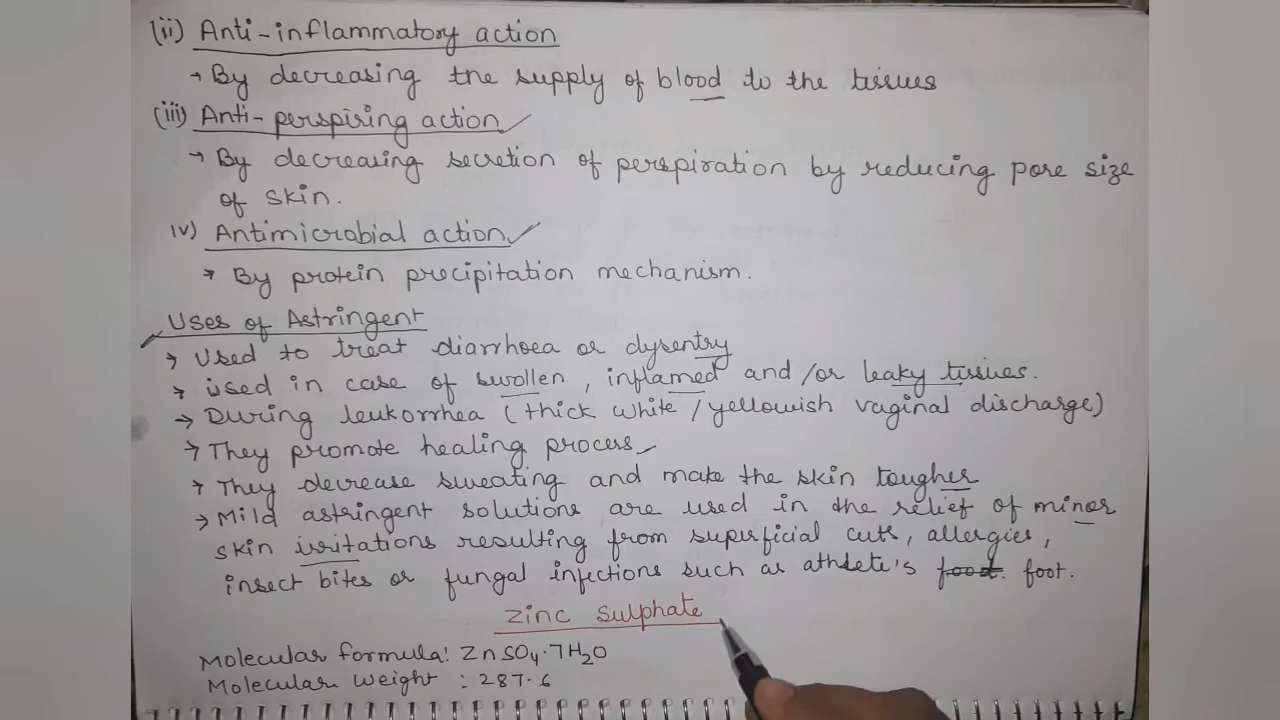 (ii) Anti-inflammatory action
→ By decreasing the supply of blood to the tissues
(iii) Anti-perspiring action
→ By decreasing secretion of perspiration by reducing pore size
of skin.
iv) Antimicrobial action
→ By protein precipitation mechanism.
Uses of Astringent
→ Used to treat diarrhoea or dysentry
→ used in case of swollen, inflamed and/or leaky tissues.
→ During leukorrhea (thick white/yellowish vaginal discharge)
→ They promote healing process
→ They decrease sweating and make the skin tougher
→ Mild astringent solutions are used in the relief of minor
skin irritations resulting from superficial cuts, allergies,
insect bites or fungal infections such as athlete's foot. foot.
Zinc Sulphate
Molecular formula: ZnSO₄·7H₂O
Molecular Weight : 287.6